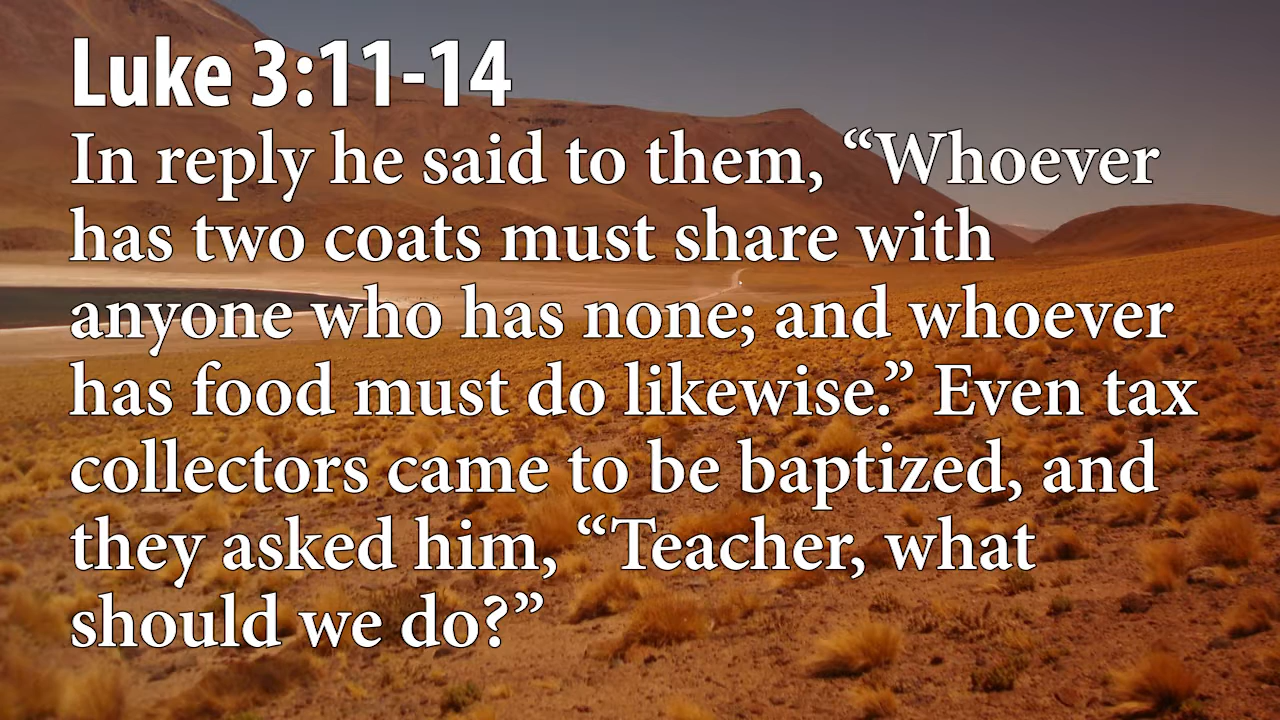 Luke 3:11-14
In reply he said to them, “Whoever
has two coats must share with
anyone who has none; and whoever
has food must do likewise.” Even tax
collectors came to be baptized, and
they asked him, “Teacher, what
should we do?”